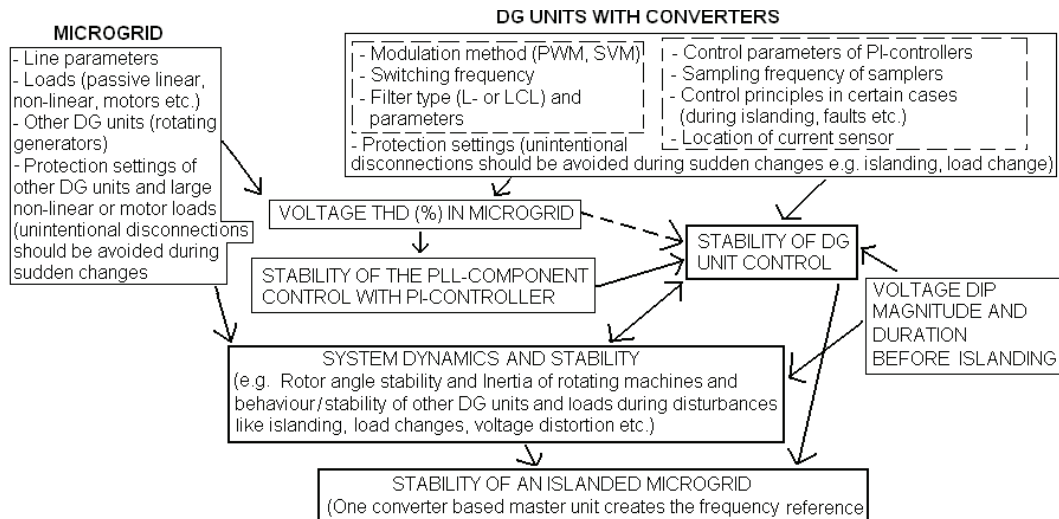 MICROGRID
- Line parameters
- Loads (passive linear,
non-linear, motors etc.)
- Other DG units (rotating
generators)
- Protection settings of
other DG units and large
non-linear or motor loads
(unintentional disconnections
should be avoided during
sudden changes
DG UNITS WITH CONVERTERS
- Modulation method (PWM, SVM)
- Switching frequency
- Filter type (L- or LCL) and
parameters
- Control parameters of PI-controllers
- Sampling frequency of samplers
- Control principles in certain cases
(during islanding, faults etc.)
- Location of current sensor
- Protection settings (unintentional
disconnections should be avoided during sudden changes e.g. islanding, load change)
VOLTAGE THD (%) IN MICROGRID
STABILITY OF DG
UNIT CONTROL
STABILITY OF THE PLL-COMPONENT
CONTROL WITH PI-CONTROLLER
VOLTAGE DIP
MAGNITUDE AND
DURATION
BEFORE ISLANDING
SYSTEM DYNAMICS AND STABILITY
(e.g. Rotor angle stability and Inertia of rotating machines and
behaviour/stability of other DG units and loads during disturbances
like islanding, load changes, voltage distortion etc.)
STABILITY OF AN ISLANDED MICROGRID
(One converter based master unit creates the frequency reference